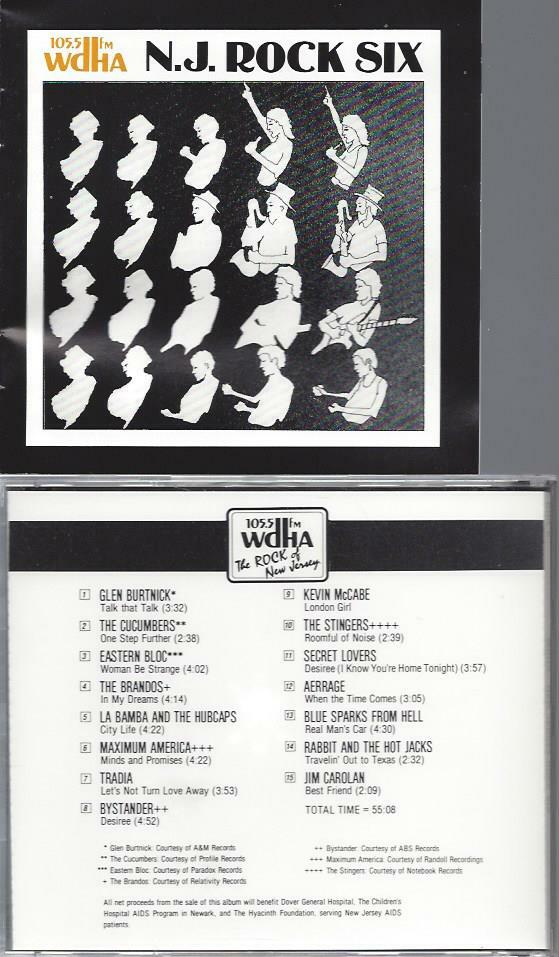 105.5 fm
WdHA N.J. ROCK SIX
105.5 fm
WdHA
The ROCK of
New Jersey
1 GLEN BURTNICK*
Talk that Talk (3:32)
2 THE CUCUMBERS**
One Step Further (2:38)
3 EASTERN BLOC***
Woman Be Strange (4:02)
4 THE BRANDOS+
In My Dreams (4:14)
5 LA BAMBA AND THE HUBCAPS
City Life (4:22)
6 MAXIMUM AMERICA+++
Minds and Promises (4:22)
7 TRADIA
Let's Not Turn Love Away (3:53)
8 BYSTANDER++
Desiree (4:52)
9 KEVIN McCABE
London Girl
10 THE STINGERS++++
Roomful of Noise (2:39)
11 SECRET LOVERS
Desiree (I Know You're Home Tonight) (3:57)
12 AERRAGE
When the Time Comes (3:05)
13 BLUE SPARKS FROM HELL
Real Man's Car (4:30)
14 RABBIT AND THE HOT JACKS
Travelin' Out to Texas (2:32)
15 JIM CAROLAN
Best Friend (2:09)
TOTAL TIME = 55:08
* Glen Burtnick: Courtesy of A&M Records
** The Cucumbers: Courtesy of Profile Records
*** Eastern Bloc: Courtesy of Paradox Records
+ The Brandos: Courtesy of Relativity Records
++ Bystander: Courtesy of ABS Records
+++ Maximum America: Courtesy of Randoll Recordings
++++ The Stingers: Courtesy of Notebook Records
All net proceeds from the sale of this album will benefit Dover General Hospital, The Children's
Hospital AIDS Program in Newark, and The Hyacinth Foundation, serving New Jersey AIDS
patients.